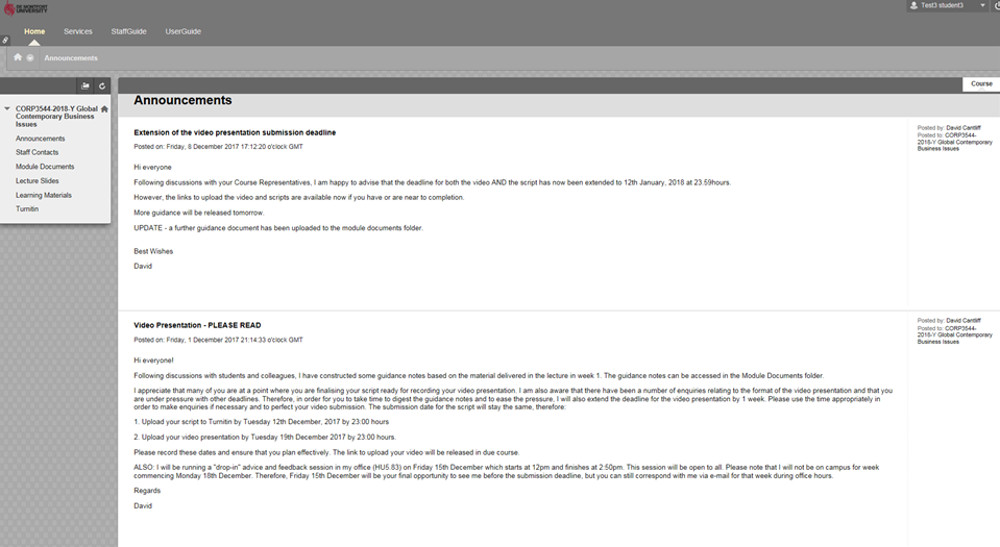 DE MONTFORT
UNIVERSITY
Test3 student3
Home Services StaffGuide UserGuide
Announcements
Course
CORP3544-2018-Y Global
Contemporary Business
Issues
Announcements
Staff Contacts
Module Documents
Lecture Slides
Learning Materials
Turnitin
Announcements
Extension of the video presentation submission deadline
Posted on: Friday, 8 December 2017 17:12:20 o'clock GMT
Hi everyone
Following discussions with your Course Representatives, I am happy to advise that the deadline for both the video AND the script has now been extended to 12th January, 2018 at 23.59hours.
However, the links to upload the video and scripts are available now if you have or are near to completion.
More guidance will be released tomorrow.
UPDATE - a further guidance document has been uploaded to the module documents folder.
Best Wishes
David
Posted by: David Cantliff
Posted to: CORP3544-
2018-Y Global Contemporary
Business Issues
Video Presentation - PLEASE READ
Posted on: Friday, 1 December 2017 21:14:33 o'clock GMT
Hi everyone!
Following discussions with students and colleagues, I have constructed some guidance notes based on the material delivered in the lecture in week 1. The guidance notes can be accessed in the Module Documents folder.
I appreciate that many of you are at a point where you are finalising your script ready for recording your video presentation. I am also aware that there have been a number of enquiries relating to the format of the video presentation and that you
are under pressure with other deadlines. Therefore, in order for you to take time to digest the guidance notes and to ease the pressure, I will also extend the deadline for the video presentation by 1 week. Please use the time appropriately in
order to make enquiries if necessary and to perfect your video submission. The submission date for the script will stay the same, therefore:
1. Upload your script to Turnitin by Tuesday 12th December, 2017 by 23:00 hours
2. Upload your video presentation by Tuesday 19th December 2017 by 23:00 hours.
Please record these dates and ensure that you plan effectively. The link to upload your video will be released in due course.
ALSO: I will be running a "drop-in" advice and feedback session in my office (HU5.83) on Friday 15th December which starts at 12pm and finishes at 2:50pm. This session will be open to all. Please note that I will not be on campus for week
commencing Monday 18th December. Therefore, Friday 15th December will be your final opportunity to see me before the submission deadline, but you can still correspond with me via e-mail for that week during office hours.
Regards
David
Posted by: David Cantliff
Posted to: CORP3544-
2018-Y Global Contemporary
Business Issues